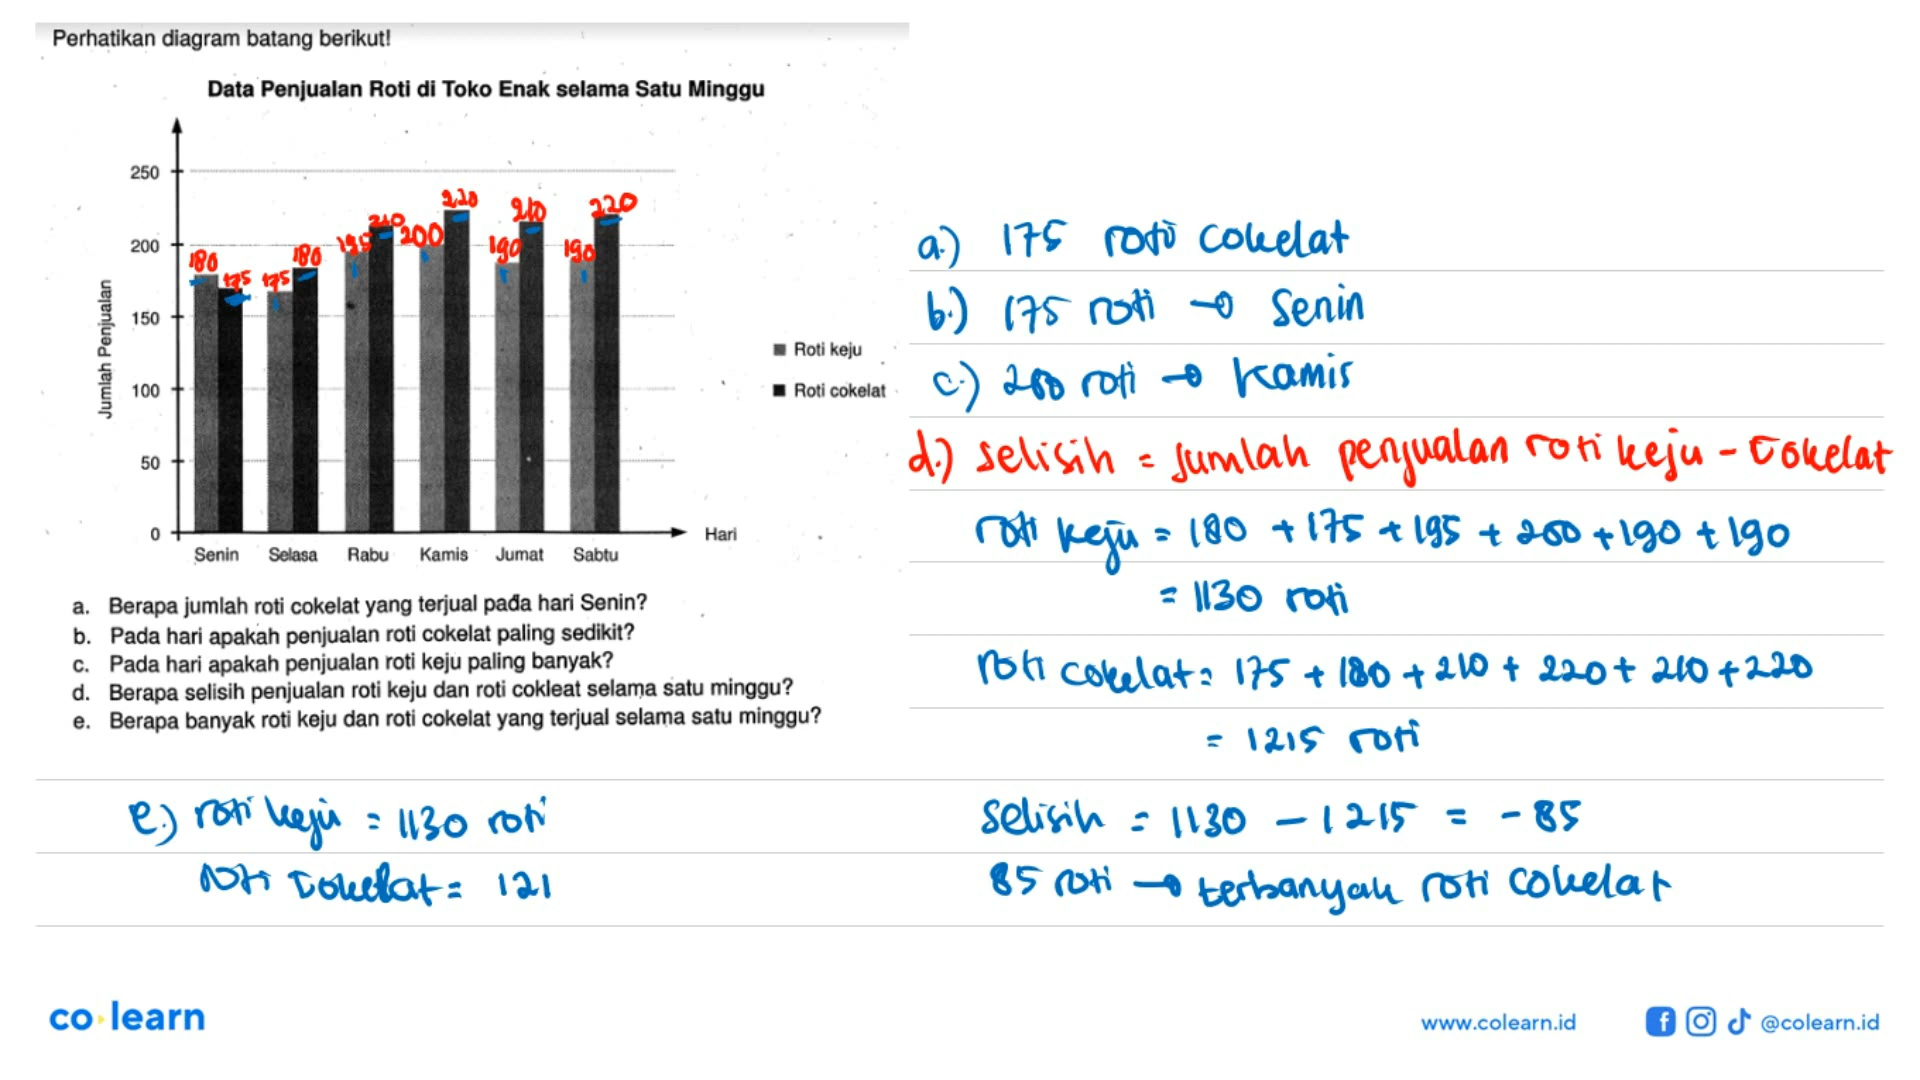 Perhatikan diagram batang berikut!
Data Penjualan Roti di Toko Enak selama Satu Minggu
Jumlah Penjualan
250
200
150
100
50
0
180 175 175 180 195 210 200 220 190 210 190 220
Senin Selasa Rabu Kamis Jumat Sabtu
Hari
Roti keju
Roti cokelat
a. Berapa jumlah roti cokelat yang terjual pada hari Senin?
b. Pada hari apakah penjualan roti cokelat paling sedikit?
c. Pada hari apakah penjualan roti keju paling banyak?
d. Berapa selisih penjualan roti keju dan roti cokleat selama satu minggu?
e. Berapa banyak roti keju dan roti cokelat yang terjual selama satu minggu?
a.) 175 roti cokelat
b.) 175 roti → Senin
c.) 200 roti → Kamis
d.) selisih = jumlah penjualan roti keju - cokelat
roti keju = 180 + 175 + 195 + 200 + 190 + 190
= 1130 roti
roti cokelat = 175 + 180 + 210 + 220 + 210 + 220
= 1215 roti
selisih = 1130 - 1215 = -85
85 roti → terbanyak roti cokelat
e.) roti keju = 1130 roti
roti cokelat = 121
co learn
www.colearn.id
@colearn.id